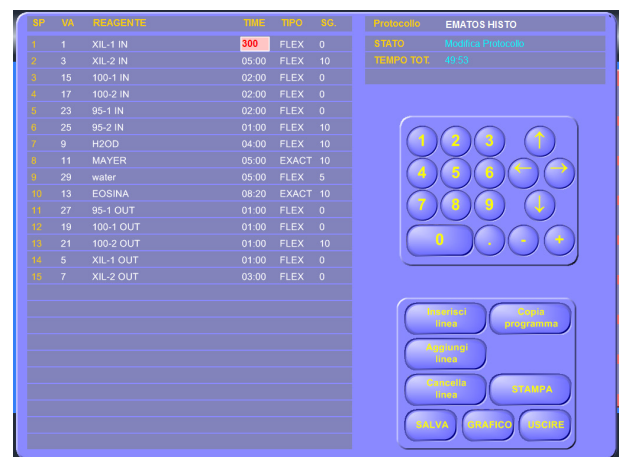 SP VA REAGENTE TIME TIPO SG.
1 1 XIL-1 IN 300 FLEX 0
2 3 XIL-2 IN 05:00 FLEX 10
3 15 100-1 IN 02:00 FLEX 0
4 17 100-2 IN 02:00 FLEX 0
5 23 95-1 IN 02:00 FLEX 0
6 25 95-2 IN 01:00 FLEX 10
7 9 H2OD 04:00 FLEX 10
8 11 MAYER 05:00 EXACT 10
9 29 water 05:00 FLEX 5
10 13 EOSINA 08:20 EXACT 10
11 27 95-1 OUT 01:00 FLEX 0
12 19 100-1 OUT 01:00 FLEX 0
13 21 100-2 OUT 01:00 FLEX 10
14 5 XIL-1 OUT 01:00 FLEX 0
15 7 XIL-2 OUT 03:00 FLEX 0
Protocollo EMATOS HISTO
STATO Modifica Protocollo
TEMPO TOT. 49:53
1 2 3 ↑
4 5 6 ← →
7 8 9 ↓
0 . - +
Inserisci
linea
Copia
programma
Aggiungi
linea
Cancella
linea
STAMPA
SALVA GRAFICO USCIRE